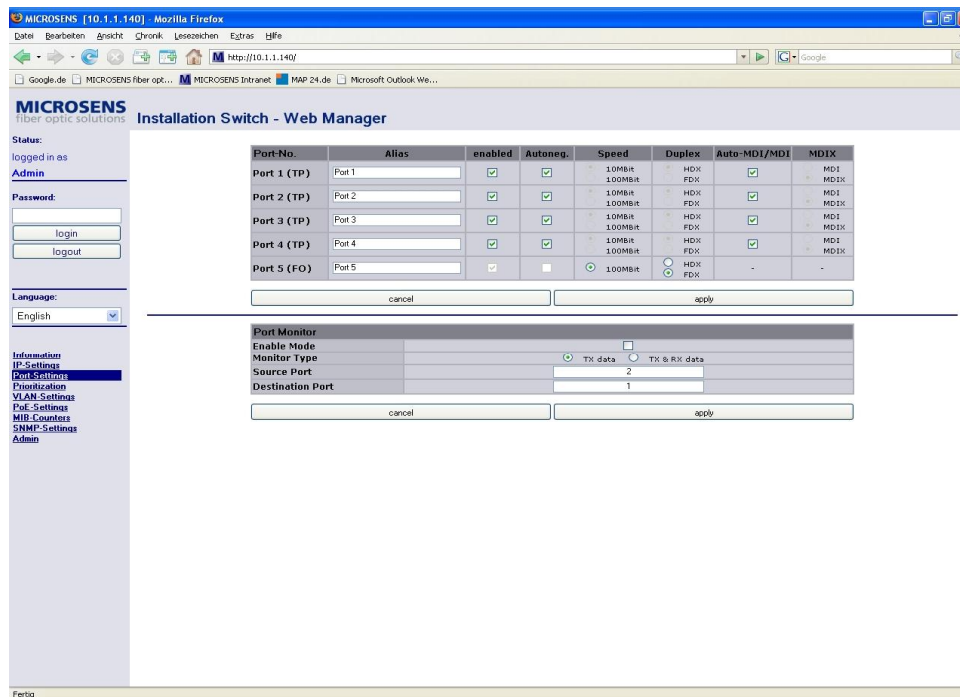 MICROSENS [10.1.1.140] - Mozilla Firefox
Datei Bearbeiten Ansicht Chronik Lesezeichen Extras Hilfe
M http://10.1.1.140/ G Google
Google.de MICROSENS fiber opt... M MICROSENS Intranet MAP 24.de Microsoft Outlook We...
MICROSENS
fiber optic solutions
Installation Switch - Web Manager
Status:
logged in as
Admin
Password:
login
logout
Language:
English
Information
IP-Settings
Port-Settings
Prioritization
VLAN-Settings
PoE-Settings
MIB-Counters
SNMP-Settings
Admin
Port-No. Alias enabled Autoneg. Speed Duplex Auto-MDI/MDI MDIX
Port 1 (TP) Port 1 10MBit 100MBit HDX FDX MDI MDIX
Port 2 (TP) Port 2 10MBit 100MBit HDX FDX MDI MDIX
Port 3 (TP) Port 3 10MBit 100MBit HDX FDX MDI MDIX
Port 4 (TP) Port 4 10MBit 100MBit HDX FDX MDI MDIX
Port 5 (FO) Port 5 100MBit HDX FDX - -
cancel apply
Port Monitor
Enable Mode
Monitor Type TX data TX & RX data
Source Port 2
Destination Port 1
cancel apply
Fertig